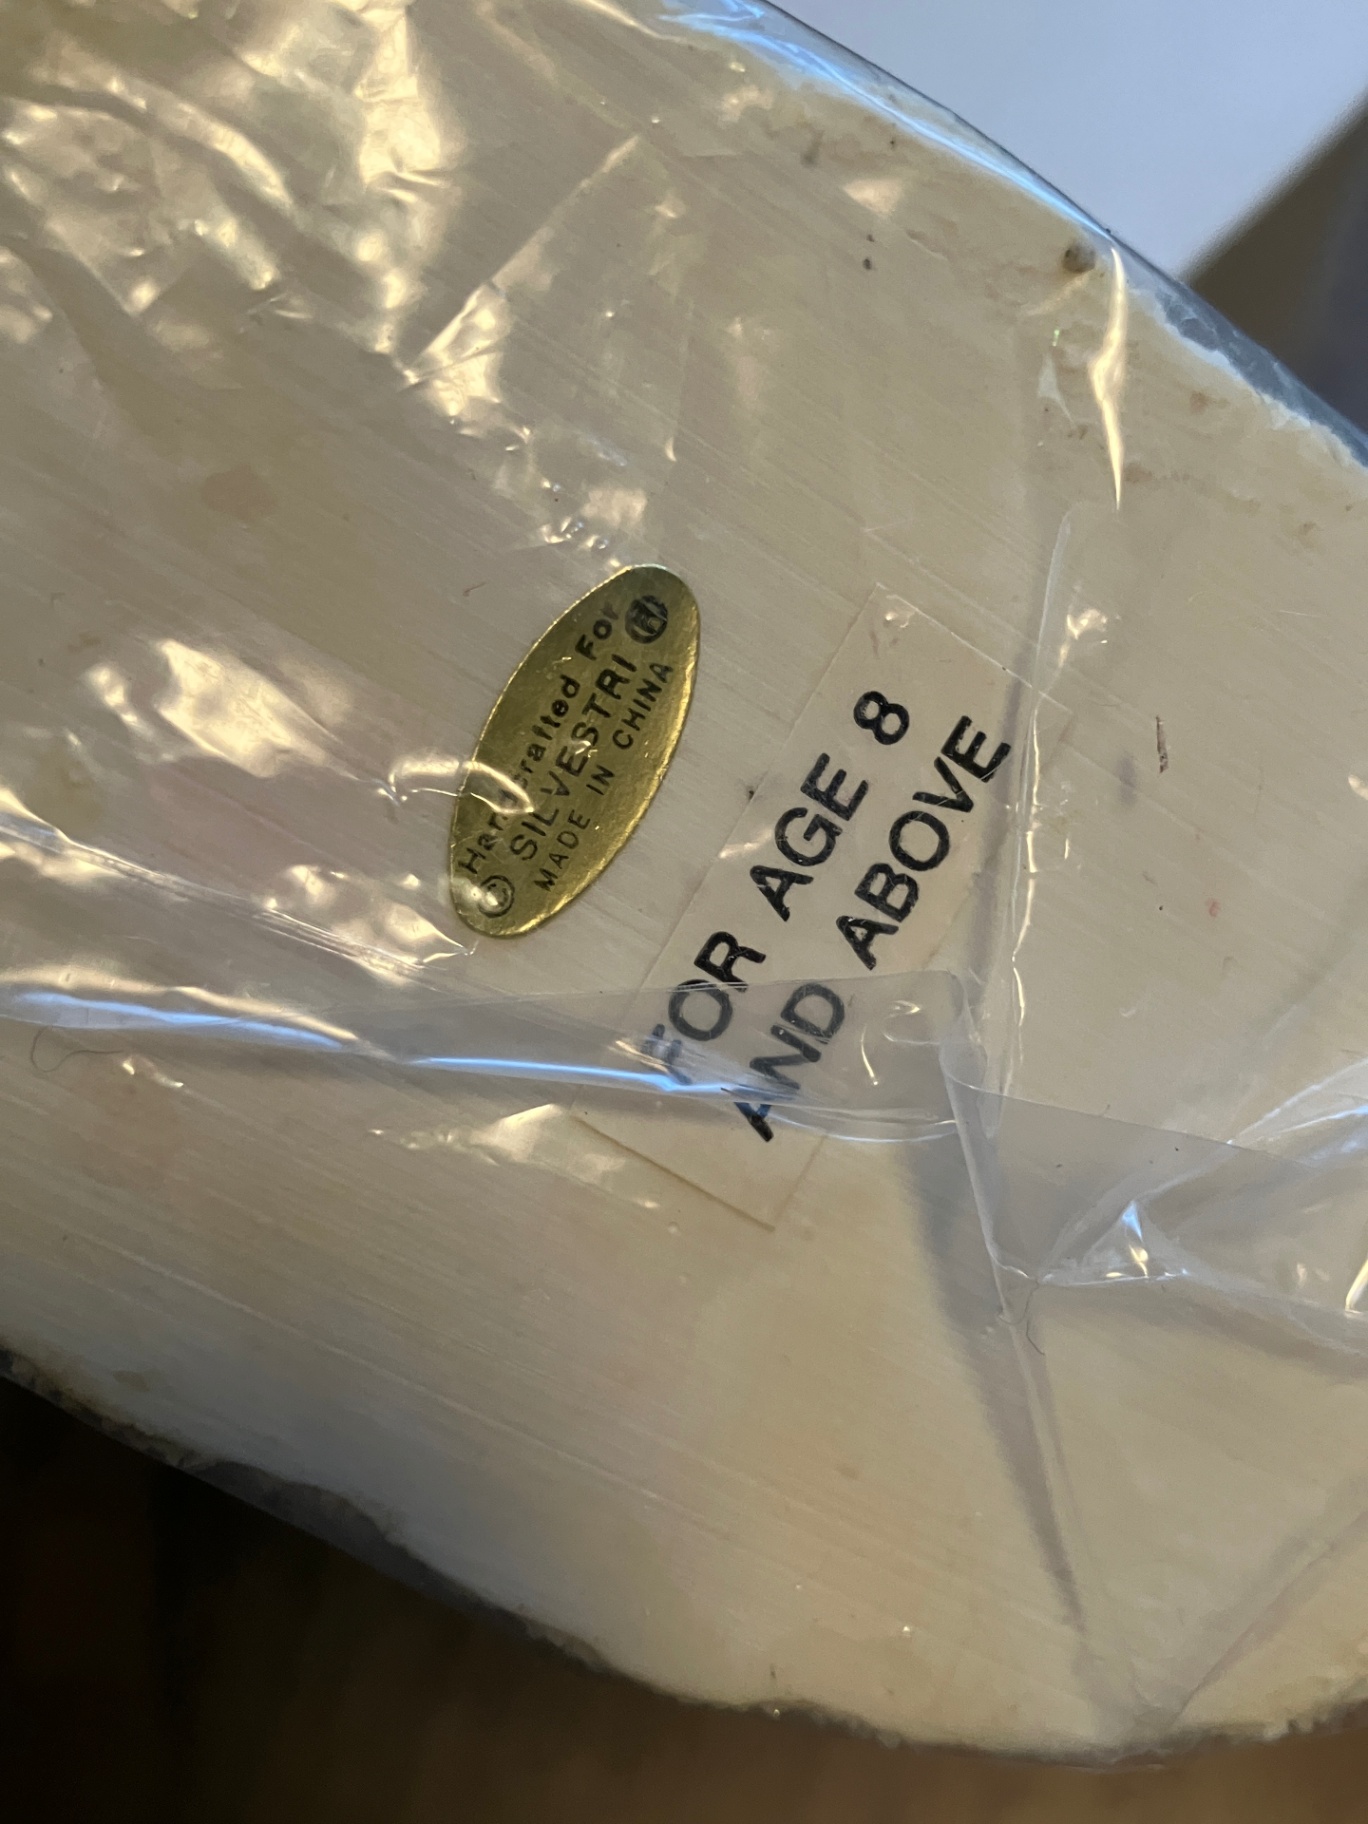 Handcrafted For
© SILVESTRI
MADE IN CHINA
FOR AGE 8
AND ABOVE